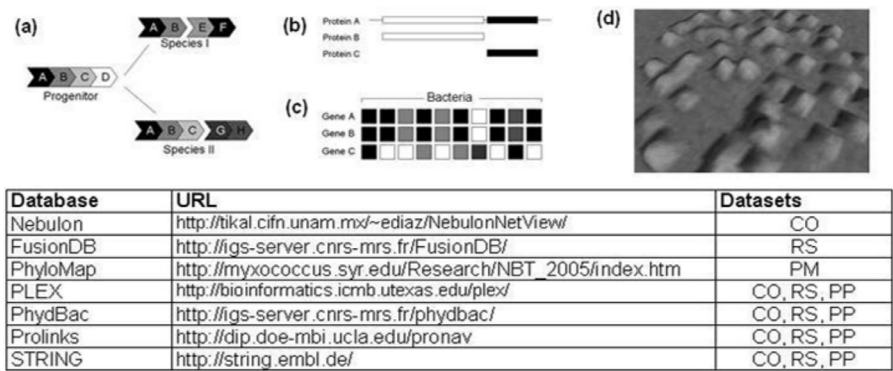 (a)
A B E F
Species I
A B C D
Progenitor
A B C G H
Species II
(b)
Protein A
Protein B
Protein C
(c)
Bacteria
Gene A
Gene B
Gene C
(d)
Database URL Datasets
Nebulon http://tikal.cifn.unam.mx/~ediaz/NebulonNetView/ CO
FusionDB http://igs-server.cnrs-mrs.fr/FusionDB/ RS
PhyloMap http://myxococcus.syr.edu/Research/NBT_2005/index.htm PM
PLEX http://bioinformatics.icmb.utexas.edu/plex/ CO, RS, PP
PhydBac http://igs-server.cnrs-mrs.fr/phydbac/ CO, RS, PP
Prolinks http://dip.doe-mbi.ucla.edu/pronav CO, RS, PP
STRING http://string.embl.de/ CO, RS, PP